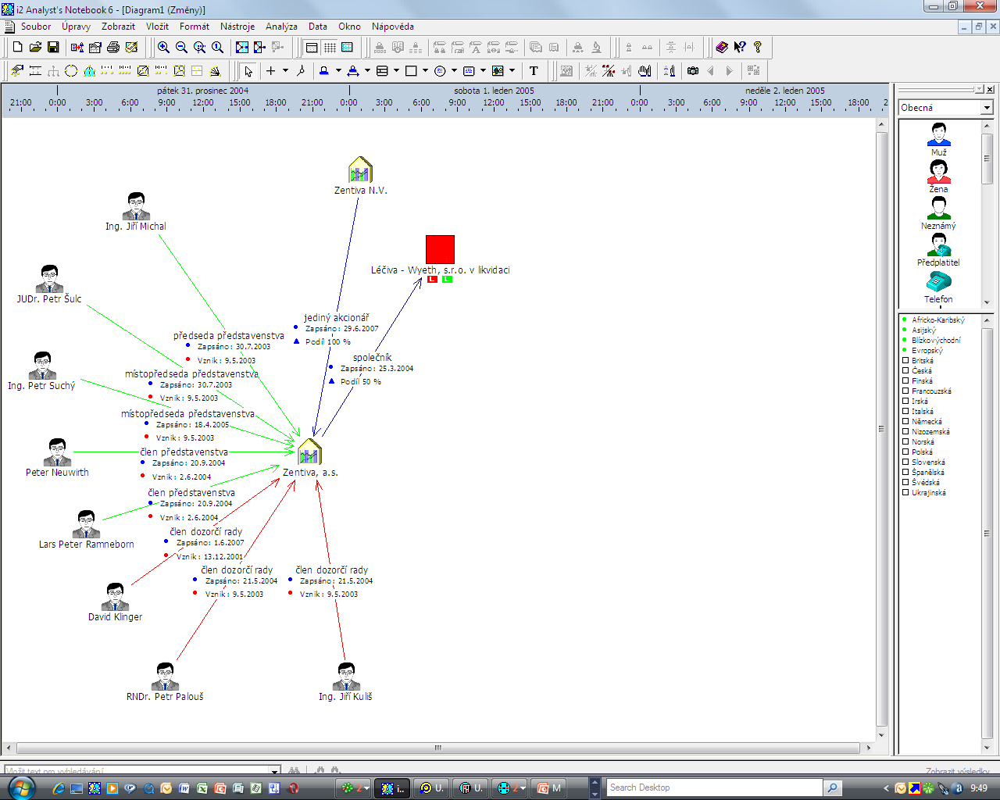 i2 Analyst's Notebook 6 - [Diagram1 (Změny)]
Soubor Úpravy Zobrazit Vložit Formát Nástroje Analýza Data Okno Nápověda
pátek 31. prosinec 2004 sobota 1. leden 2005 neděle 2. leden 2005
21:00 0:00 3:00 6:00 9:00 12:00 15:00 18:00 21:00 0:00 3:00 6:00 9:00 12:00 15:00 18:00 21:00 0:00 3:00 6:00 9:00 12:00 15:00 18:00 2
Zentiva N.V.
Ing. Jiří Michal
Léčiva - Wyeth, s.r.o. v likvidaci
L L
JUDr. Petr Šulc
jediný akcionář
Zapsáno: 29.6.2007
Podíl 100 %
předseda představenstva
Zapsáno: 30.7.2003
Vznik: 9.5.2003
společník
Zapsáno: 25.3.2004
Podíl 50 %
místopředseda představenstva
Zapsáno: 30.7.2003
Vznik: 9.5.2003
Ing. Petr Suchý
místopředseda představenstva
Zapsáno: 18.4.2005
Vznik: 9.5.2003
Peter Neuwirth
člen představenstva
Zapsáno: 20.9.2004
Vznik: 2.6.2004
Zentiva, a.s.
člen představenstva
Zapsáno: 20.9.2004
Vznik: 2.6.2004
Lars Peter Ramneborn
člen dozorčí rady
Zapsáno: 1.6.2007
Vznik: 13.12.2001
člen dozorčí rady
Zapsáno: 21.5.2004
Vznik: 9.5.2003
člen dozorčí rady
Zapsáno: 21.5.2004
Vznik: 9.5.2003
David Klinger
RNDr. Petr Palouš
Ing. Jiří Kuliš
Obecná
Muž
Žena
Neznámý
Předplatitel
Telefon
Africko-Karibský
Asijský
Blízkovýchodní
Evropský
Britská
Česká
Finská
Francouzská
Irská
Italská
Německá
Nizozemská
Norská
Polská
Slovenská
Španělská
Švédská
Ukrajinská
Vložit text pro vyhledávání
Zobrazit výsledky
2 i.. U. U. 2 M
Search Desktop
9:49